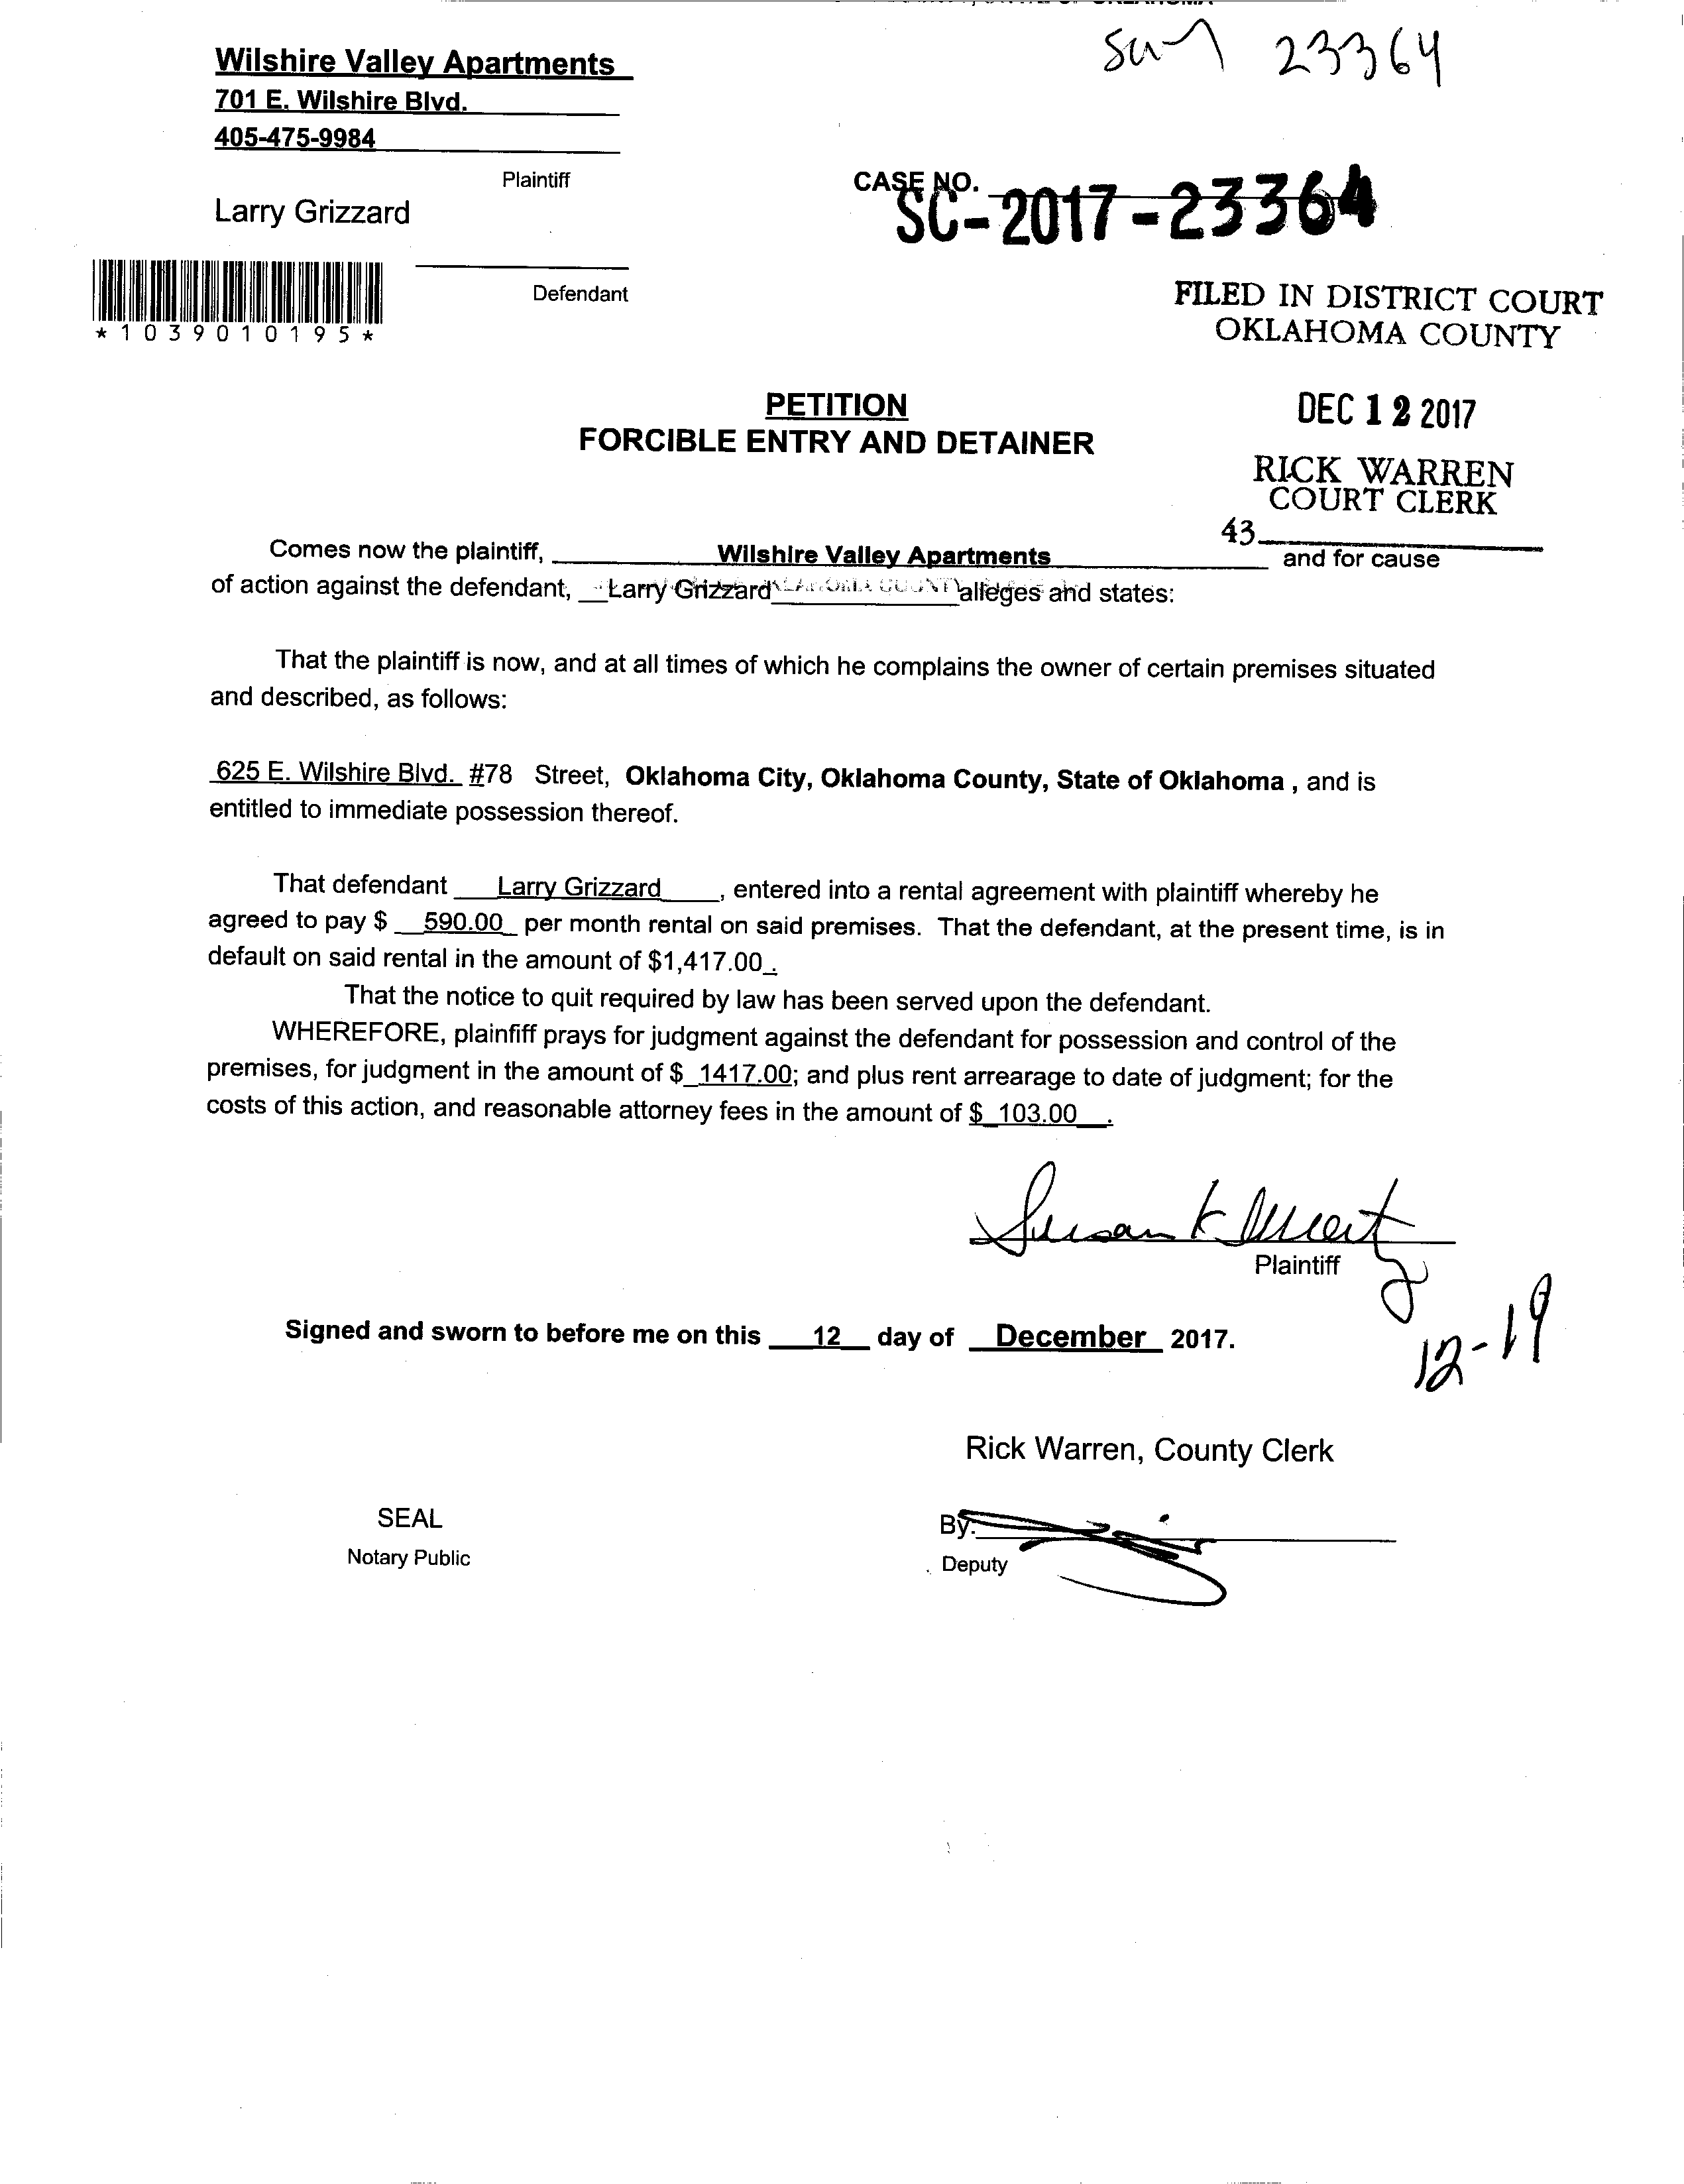 Sum 23364
Wilshire Valley Apartments
701 E. Wilshire Blvd.
405-475-9984
Plaintiff
CASE NO.
SC-2017-23364
Larry Grizzard
Defendant
*1039010195*
FILED IN DISTRICT COURT
OKLAHOMA COUNTY
PETITION
FORCIBLE ENTRY AND DETAINER
DEC 12 2017
RICK WARREN
COURT CLERK
43
Comes now the plaintiff, Wilshire Valley Apartments and for cause
of action against the defendant, Larry Grizzard alleges and states:
That the plaintiff is now, and at all times of which he complains the owner of certain premises situated
and described, as follows:
625 E. Wilshire Blvd. #78 Street, Oklahoma City, Oklahoma County, State of Oklahoma , and is
entitled to immediate possession thereof.
That defendant Larry Grizzard , entered into a rental agreement with plaintiff whereby he
agreed to pay $ 590.00 per month rental on said premises. That the defendant, at the present time, is in
default on said rental in the amount of $1,417.00 .
That the notice to quit required by law has been served upon the defendant.
WHEREFORE, plainfiff prays for judgment against the defendant for possession and control of the
premises, for judgment in the amount of $ 1417.00; and plus rent arrearage to date of judgment; for the
costs of this action, and reasonable attorney fees in the amount of $ 103.00 .
Susan K
Plaintiff
Signed and sworn to before me on this 12 day of December 2017.
12-19
Rick Warren, County Clerk
SEAL
Notary Public
By:
Deputy